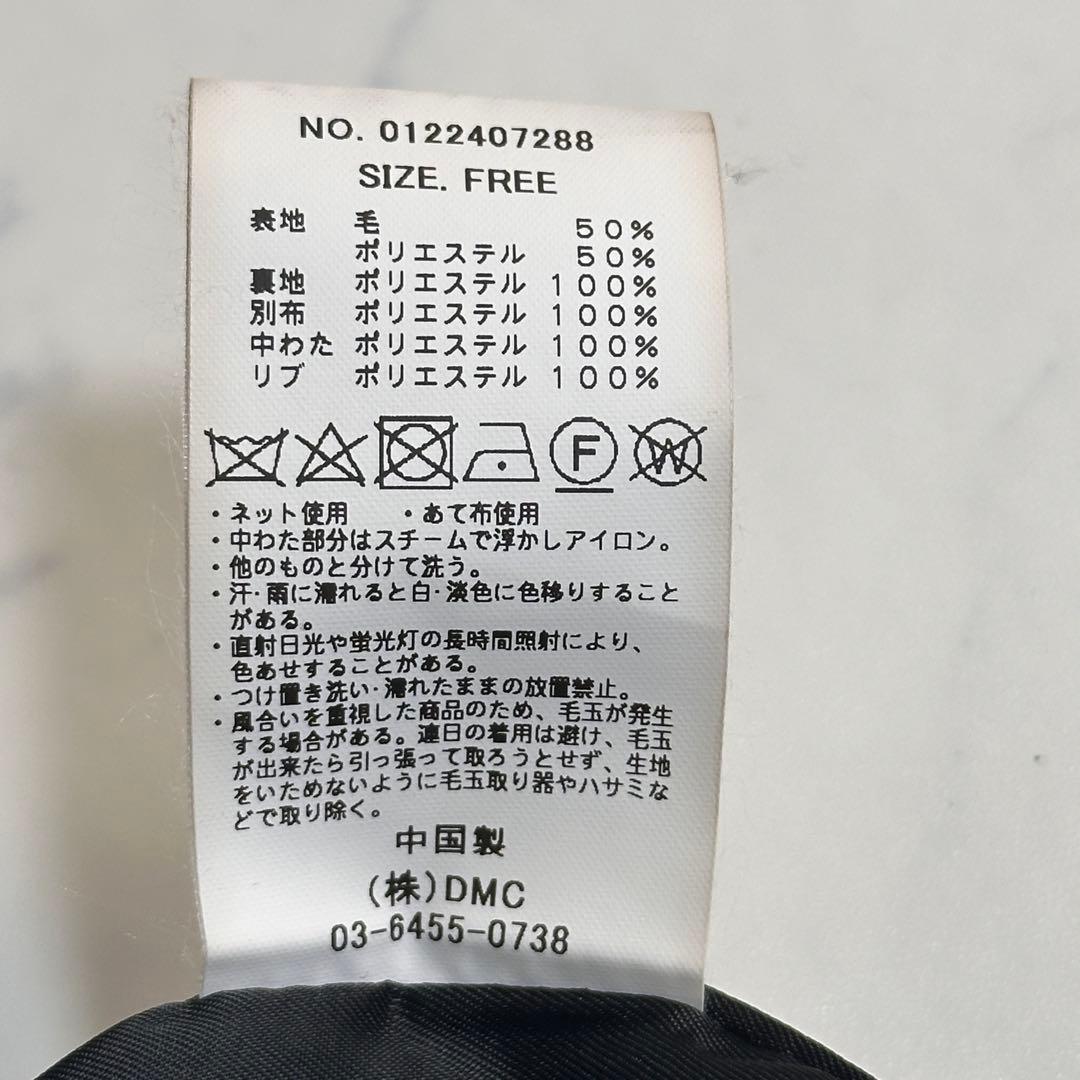 NO. 0122407288
SIZE. FREE
表地 毛 50%
ポリエステル 50%
裏地 ポリエステル 100%
別布 ポリエステル 100%
中わた ポリエステル 100%
リブ ポリエステル 100%
F W
・ネット使用 ・あて布使用
・中わた部分はスチームで浮かしアイロン。
・他のものと分けて洗う。
・汗・雨に濡れると白・淡色に色移りすること
がある。
・直射日光や蛍光灯の長時間照射により、
色あせすることがある。
・つけ置き洗い・濡れたままの放置禁止。
・風合いを重視した商品のため、毛玉が発生
する場合がある。連日の着用は避け、毛玉
が出来たら引っ張って取ろうとせず、生地
をいためないように毛玉取り器やハサミな
どで取り除く。
中国製
(株)DMC
03-6455-0738